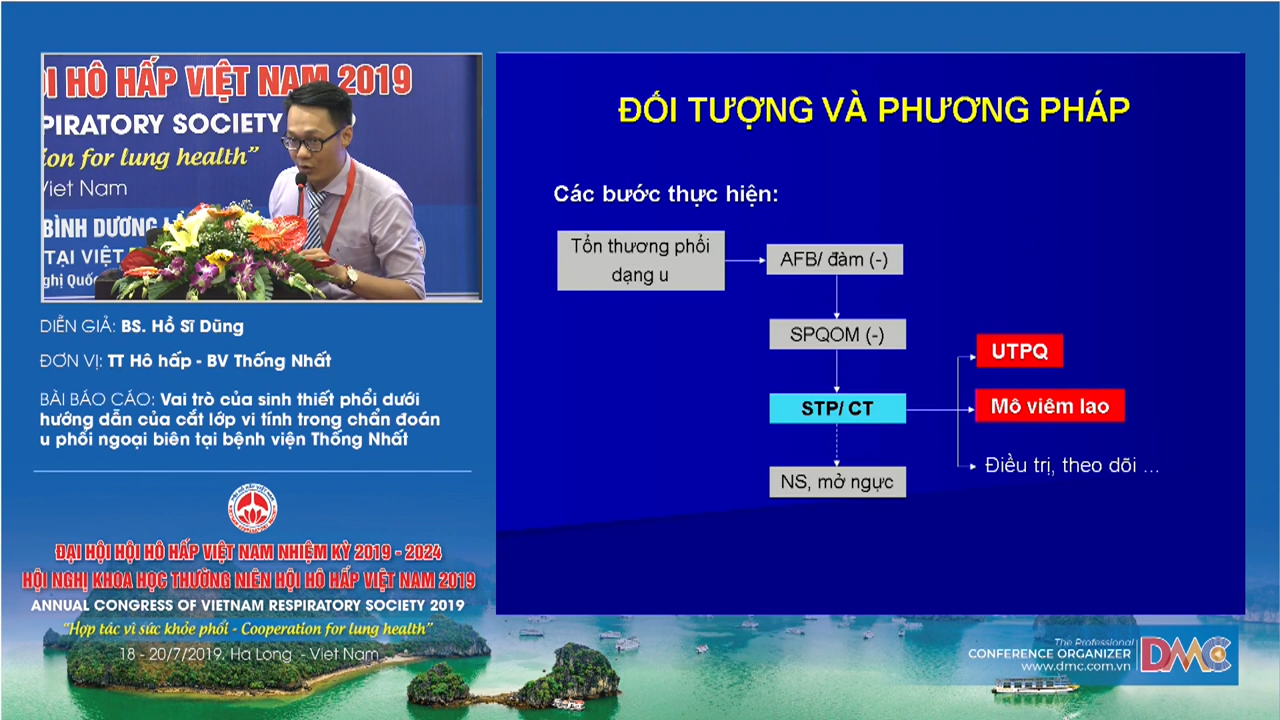 I HÔ HẤP VIỆT NAM 2019
PIRATORY SOCIETY
ion for lung health”
Viet Nam
BÌNH DƯƠNG
TẠI VIỆT
ghị Quốc
DIỄN GIẢ: BS. Hồ Sĩ Dũng
ĐƠN VỊ: TT Hô hấp - BV Thống Nhất
BÀI BÁO CÁO: Vai trò của sinh thiết phổi dưới
hướng dẫn của cắt lớp vi tính trong chẩn đoán
u phổi ngoại biên tại bệnh viện Thống Nhất
ĐẠI HỘI HỘI HÔ HẤP VIỆT NAM NHIỆM KỲ 2019 - 2024
HỘI NGHỊ KHOA HỌC THƯỜNG NIÊN HỘI HÔ HẤP VIỆT NAM 2019
ANNUAL CONGRESS OF VIETNAM RESPIRATORY SOCIETY 2019
“Hợp tác vì sức khỏe phổi - Cooperation for lung health”
18 - 20/7/2019. Ha Long - Viet Nam
ĐỐI TƯỢNG VÀ PHƯƠNG PHÁP
Các bước thực hiện:
Tổn thương phổi
dạng u
AFB/ đàm (-)
SPQOM (-)
STP/ CT
NS, mở ngực
UTPQ
Mô viêm lao
Điều trị, theo dõi ...
The Professional
CONFERENCE ORGANIZER
www.dmc.com.vn
DMC